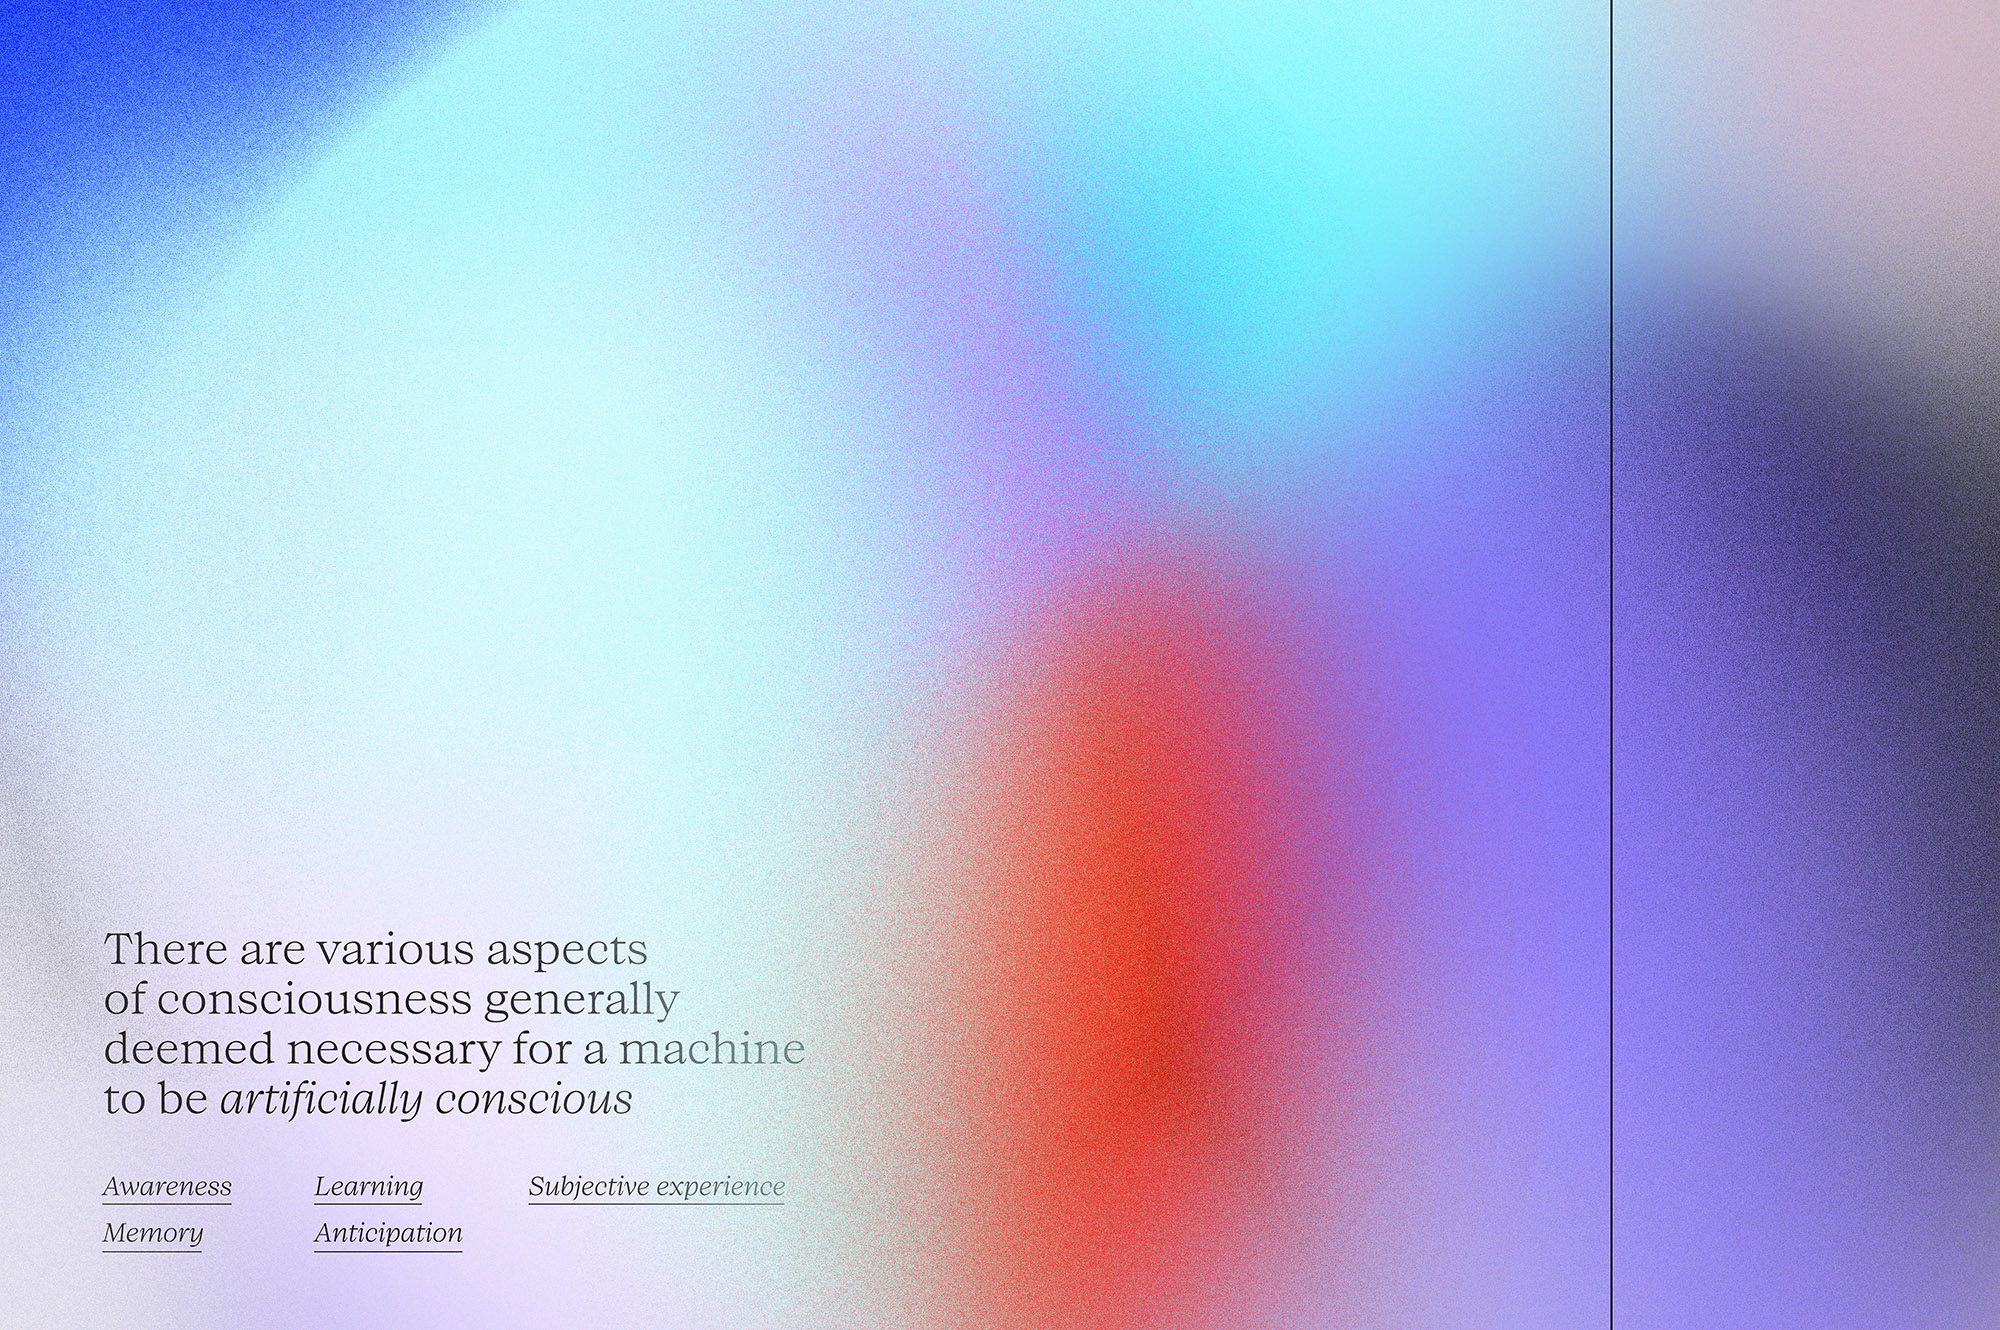 There are various aspects
of consciousness generally
deemed necessary for a machine
to be artificially conscious
Awareness Learning Subjective experience
Memory Anticipation